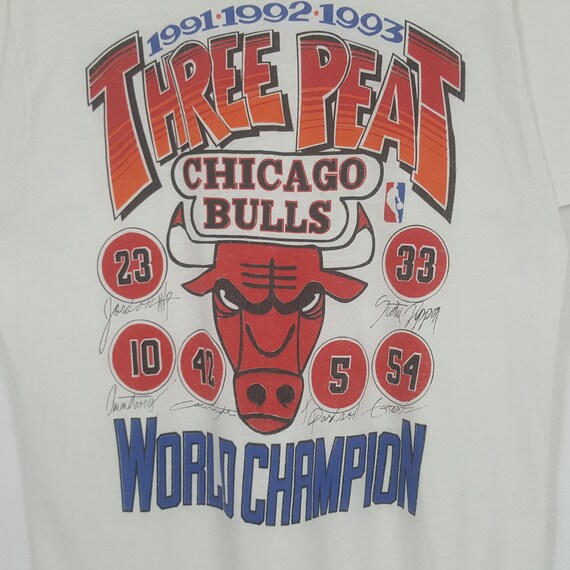 1991·1992·1993
THREE PEAT
CHICAGO
BULLS
23 33
10 42 5 54
WORLD CHAMPION